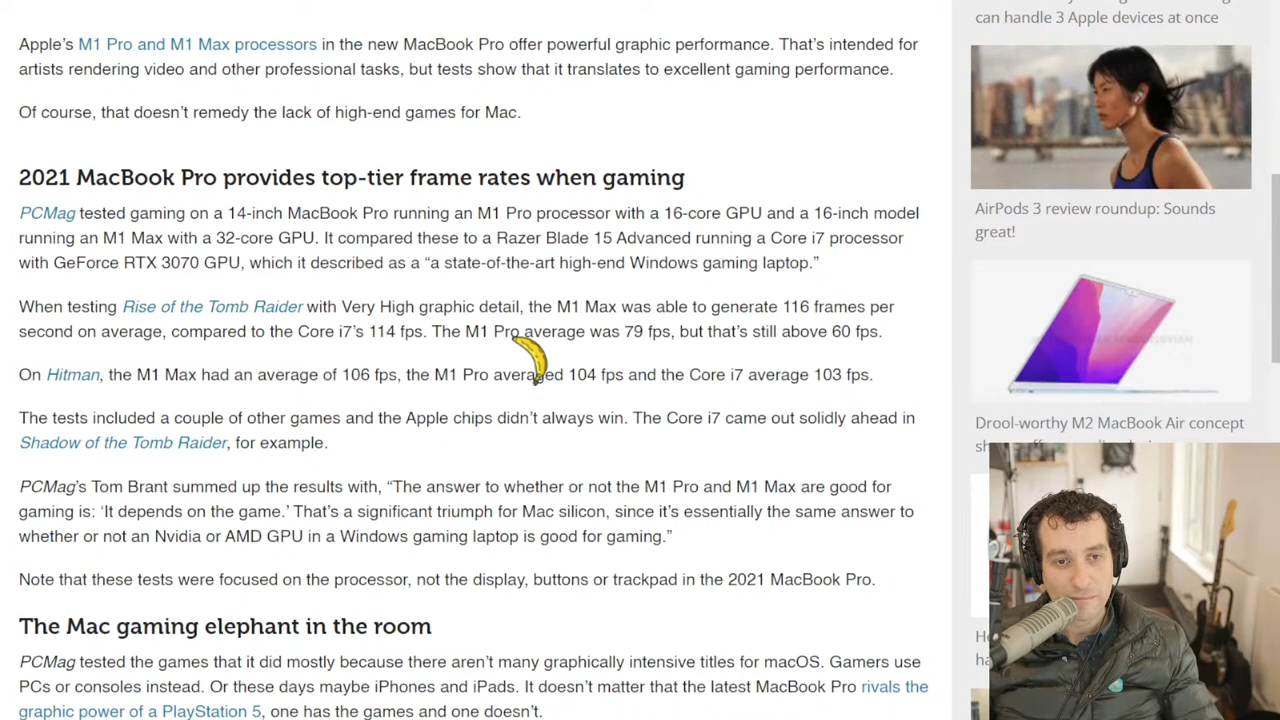 can handle 3 Apple devices at once
Apple's M1 Pro and M1 Max processors in the new MacBook Pro offer powerful graphic performance. That's intended for
artists rendering video and other professional tasks, but tests show that it translates to excellent gaming performance.
Of course, that doesn't remedy the lack of high-end games for Mac.
2021 MacBook Pro provides top-tier frame rates when gaming
PCMag tested gaming on a 14-inch MacBook Pro running an M1 Pro processor with a 16-core GPU and a 16-inch model
running an M1 Max with a 32-core GPU. It compared these to a Razer Blade 15 Advanced running a Core i7 processor
with GeForce RTX 3070 GPU, which it described as a “a state-of-the-art high-end Windows gaming laptop.”
When testing Rise of the Tomb Raider with Very High graphic detail, the M1 Max was able to generate 116 frames per
second on average, compared to the Core i7's 114 fps. The M1 Pro average was 79 fps, but that's still above 60 fps.
On Hitman, the M1 Max had an average of 106 fps, the M1 Pro averaged 104 fps and the Core i7 average 103 fps.
The tests included a couple of other games and the Apple chips didn't always win. The Core i7 came out solidly ahead in
Shadow of the Tomb Raider, for example.
PCMag's Tom Brant summed up the results with, “The answer to whether or not the M1 Pro and M1 Max are good for
gaming is: ‘It depends on the game.’ That's a significant triumph for Mac silicon, since it's essentially the same answer to
whether or not an Nvidia or AMD GPU in a Windows gaming laptop is good for gaming.”
Note that these tests were focused on the processor, not the display, buttons or trackpad in the 2021 MacBook Pro.
The Mac gaming elephant in the room
PCMag tested the games that it did mostly because there aren't many graphically intensive titles for macOS. Gamers use
PCs or consoles instead. Or these days maybe iPhones and iPads. It doesn't matter that the latest MacBook Pro rivals the
graphic power of a PlayStation 5, one has the games and one doesn't.
AirPods 3 review roundup: Sounds
great!
Drool-worthy M2 MacBook Air concept